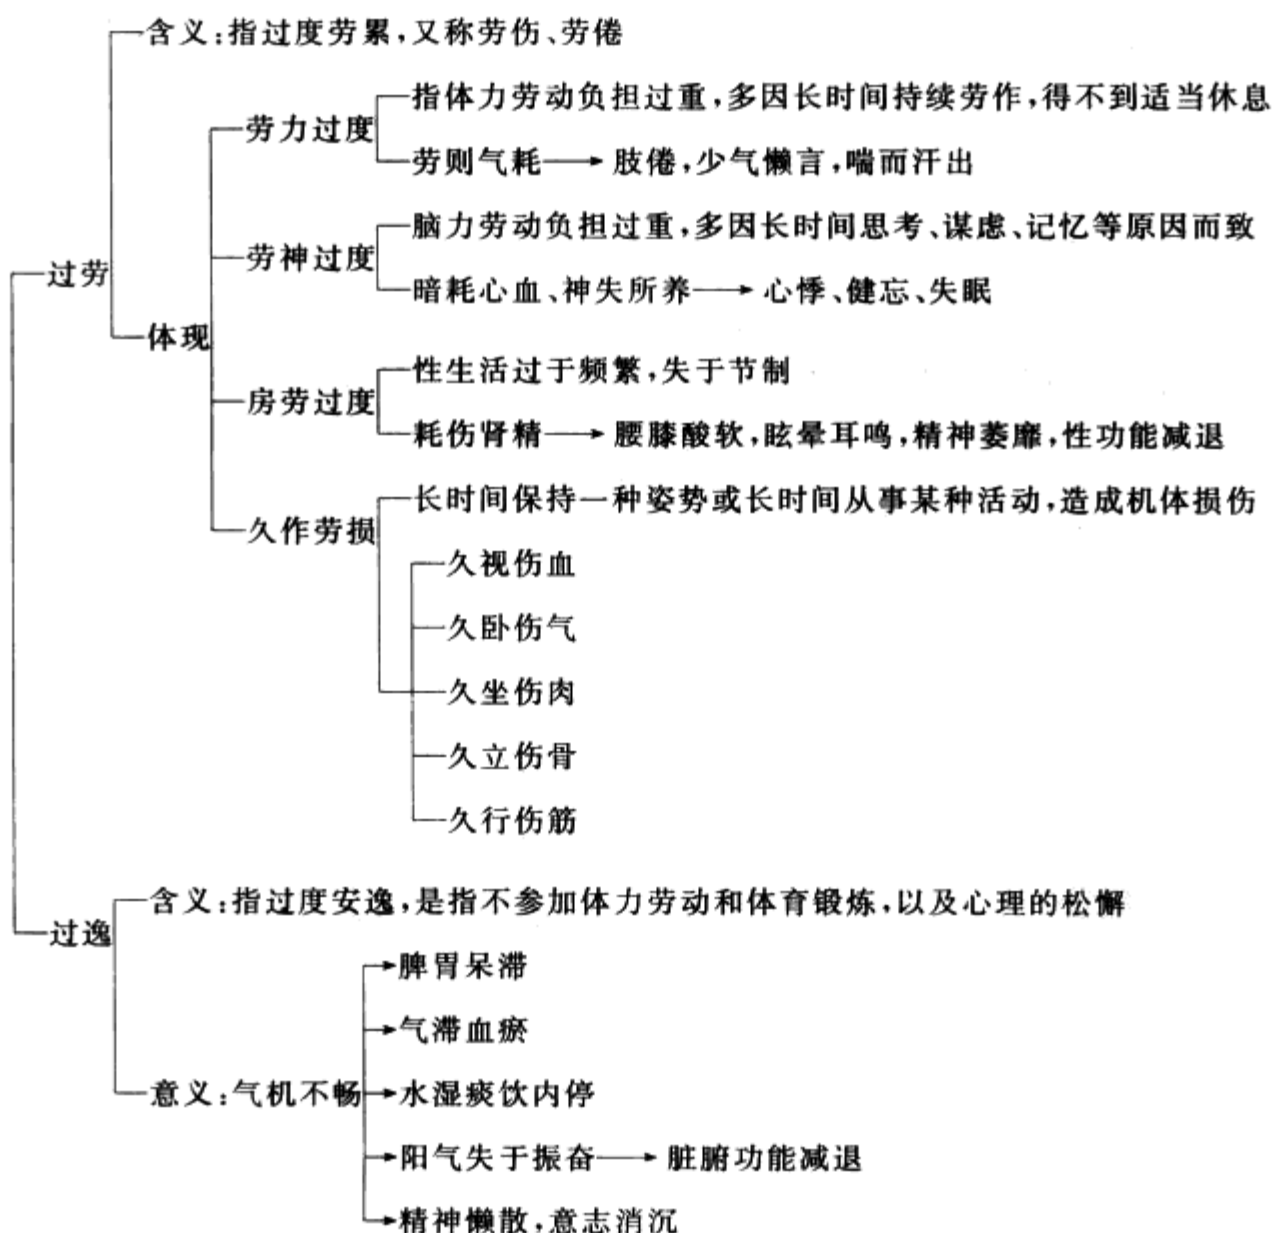 含义:指过度劳累,又称劳伤、劳倦
指体力劳动负担过重,多因长时间持续劳作,得不到适当休息
劳力过度
劳则气耗→肢倦,少气懒言,喘而汗出
脑力劳动负担过重,多因长时间思考、谋虑、记忆等原因而致
劳神过度
过劳
暗耗心血、神失所养→心悸、健忘、失眠
体现
性生活过于频繁,失于节制
房劳过度
耗伤肾精→腰膝酸软,眩晕耳鸣,精神萎靡,性功能减退
长时间保持一种姿势或长时间从事某种活动,造成机体损伤
久作劳损
久视伤血
久卧伤气
久坐伤肉
久立伤骨
久行伤筋
含义:指过度安逸,是指不参加体力劳动和体育锻炼,以及心理的松懈
过逸
脾胃呆滞
气滞血瘀
意义:气机不畅
水湿痰饮内停
阳气失于振奋→脏腑功能减退
精神懒散,意志消沉